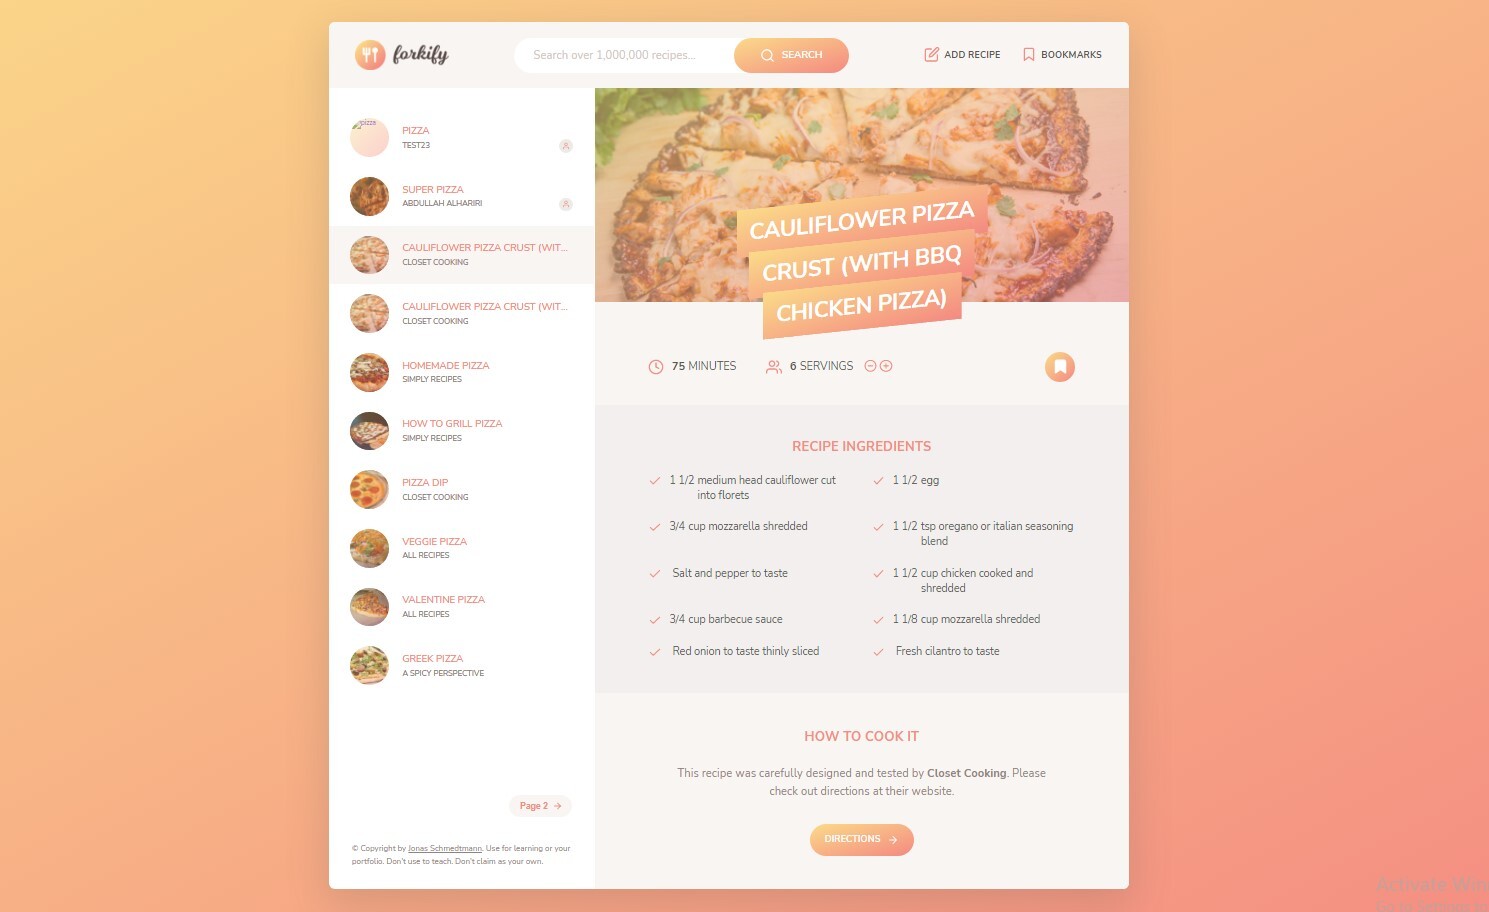 forkify
Search over 1,000,000 recipes...
SEARCH
ADD RECIPE
BOOKMARKS
pizza
PIZZA
TEST23
SUPER PIZZA
ABDULLAH ALHARIRI
CAULIFLOWER PIZZA CRUST (WIT...
CLOSET COOKING
CAULIFLOWER PIZZA CRUST (WIT...
CLOSET COOKING
HOMEMADE PIZZA
SIMPLY RECIPES
HOW TO GRILL PIZZA
SIMPLY RECIPES
PIZZA DIP
CLOSET COOKING
VEGGIE PIZZA
ALL RECIPES
VALENTINE PIZZA
ALL RECIPES
GREEK PIZZA
A SPICY PERSPECTIVE
Page 2
© Copyright by Jonas Schmedtmann. Use for learning or your
portfolio. Don't use to teach. Don't claim as your own.
CAULIFLOWER PIZZA
CRUST (WITH BBQ
CHICKEN PIZZA)
75 MINUTES
6 SERVINGS
RECIPE INGREDIENTS
1 1/2 medium head cauliflower cut
into florets
1 1/2 egg
3/4 cup mozzarella shredded
1 1/2 tsp oregano or italian seasoning
blend
Salt and pepper to taste
1 1/2 cup chicken cooked and
shredded
3/4 cup barbecue sauce
1 1/8 cup mozzarella shredded
Red onion to taste thinly sliced
Fresh cilantro to taste
HOW TO COOK IT
This recipe was carefully designed and tested by Closet Cooking. Please
check out directions at their website.
DIRECTIONS
Activate Win